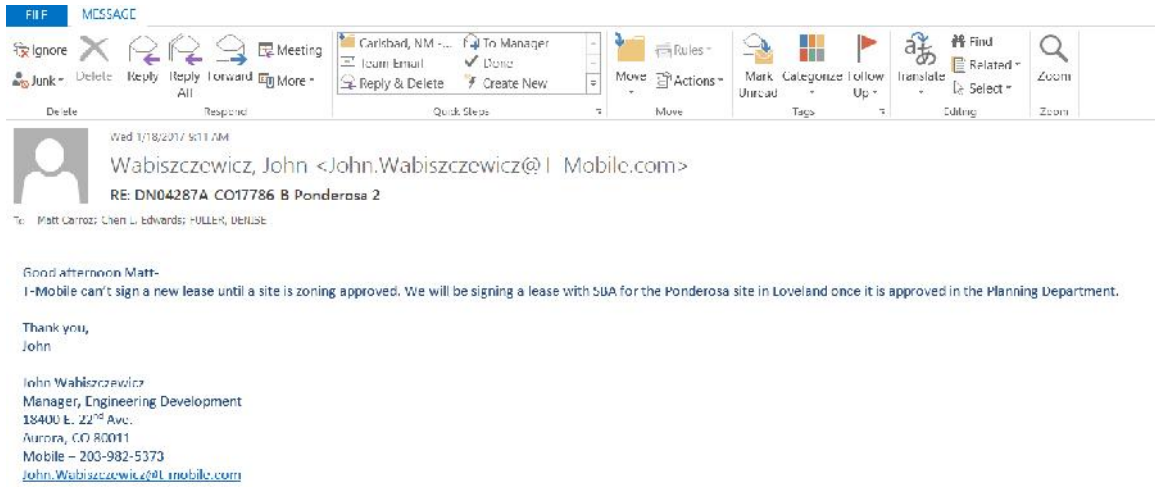 FILE MESSAGE
Ignore
Junk
Delete
Reply
Reply All
Forward
Meeting
More
Delete
Respond
Carlsbad, NM -...
To Manager
Team Email
Done
Reply & Delete
Create New
Quick Steps
Move
Rules
Actions
Move
Mark Unread
Categorize
Follow Up
Tags
Translate
Find
Related
Select
Editing
Zoom
Zoom
Wed 1/18/2017 9:11 AM
Wabiszczewicz, John <John.Wabiszczewicz@T-Mobile.com>
RE: DN04287A CO17786-B Ponderosa 2
To Matt Carroz; Cheri L. Edwards; FULLER, DENISE
Good afternoon Matt-
T-Mobile can't sign a new lease until a site is zoning approved. We will be signing a lease with SBA for the Ponderosa site in Loveland once it is approved in the Planning Department.
Thank you,
John
John Wabiszczewicz
Manager, Engineering Development
18400 E. 22nd Ave.
Aurora, CO 80011
Mobile – 203-982-5373
John.Wabiszczewicz@t-mobile.com